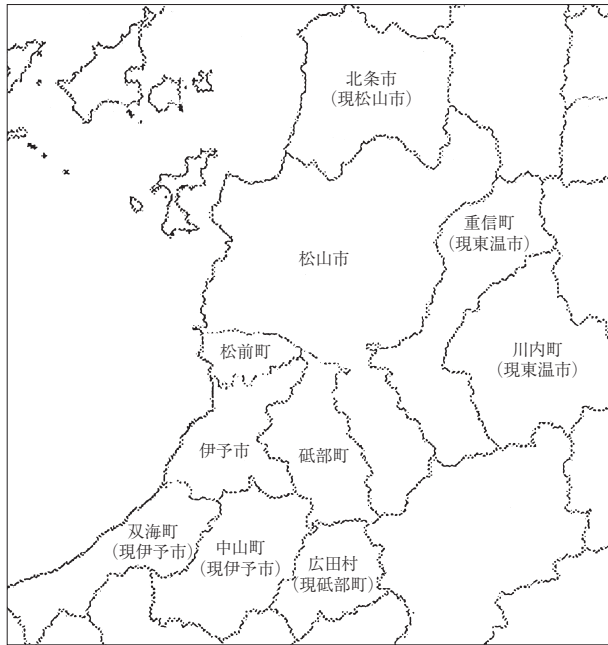 北条市
（現松山市）
重信町
（現東温市）
松山市
松前町
川内町
（現東温市）
伊予市
砥部町
双海町
（現伊予市）
中山町
（現伊予市）
広田村
（現砥部町）